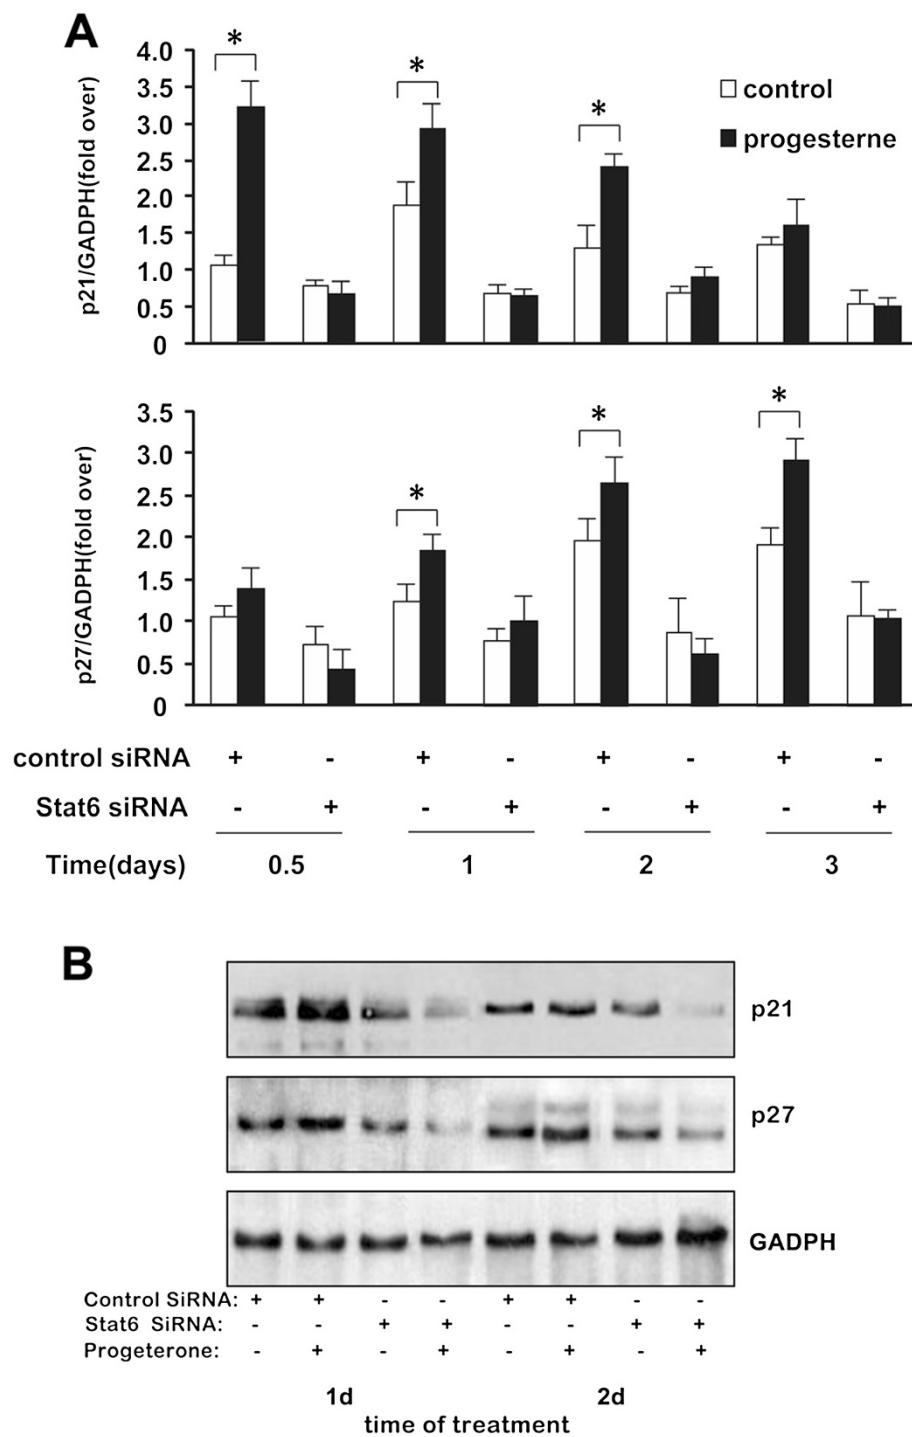 A
p21/GADPH(fold over)
*
*
*
4.0
3.5
3.0
2.5
2.0
1.5
1.0
0.5
0
control
progesterne
p27/GADPH(fold over)
*
*
*
3.5
3.0
2.5
2.0
1.5
1.0
0.5
0
control siRNA + - + - + - + -
Stat6 siRNA - + - + - + - +
Time(days) 0.5 1 2 3
B
p21
p27
GADPH
Control SiRNA: + + - - + + - -
Stat6 SiRNA: - - + + - - + +
Progeterone: - + - + - + - +
1d 2d
time of treatment